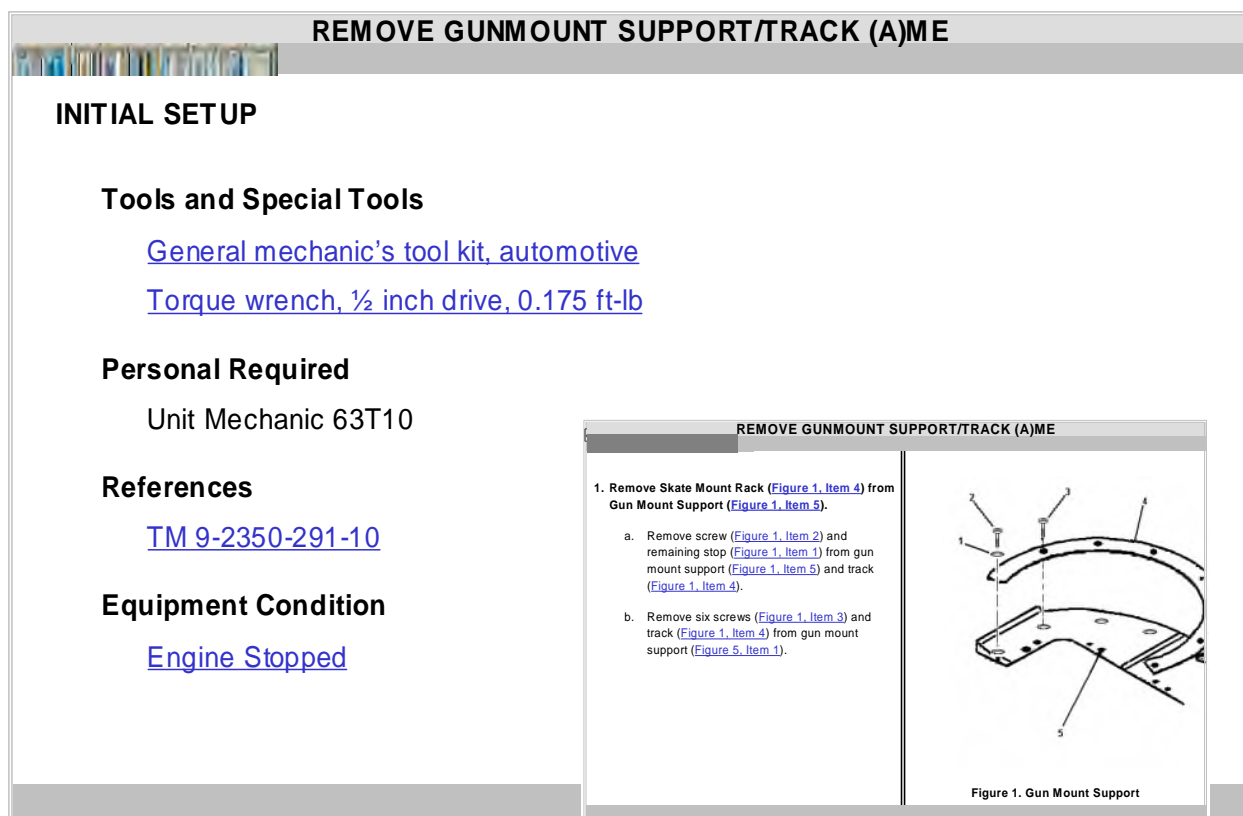 REMOVE GUNMOUNT SUPPORT/TRACK (A)ME
INITIAL SETUP
Tools and Special Tools
General mechanic's tool kit, automotive
Torque wrench, ½ inch drive, 0.175 ft-lb
Personal Required
Unit Mechanic 63T10
References
TM 9-2350-291-10
Equipment Condition
Engine Stopped
REMOVE GUNMOUNT SUPPORT/TRACK (A)ME
1. Remove Skate Mount Rack (Figure 1, Item 4) from
Gun Mount Support (Figure 1, Item 5).
a. Remove screw (Figure 1, Item 2) and
remaining stop (Figure 1, Item 1) from gun
mount support (Figure 1, Item 5) and track
(Figure 1, Item 4).
b. Remove six screws (Figure 1, Item 3) and
track (Figure 1, Item 4) from gun mount
support (Figure 5, Item 1).
2
3
4
1
5
Figure 1. Gun Mount Support